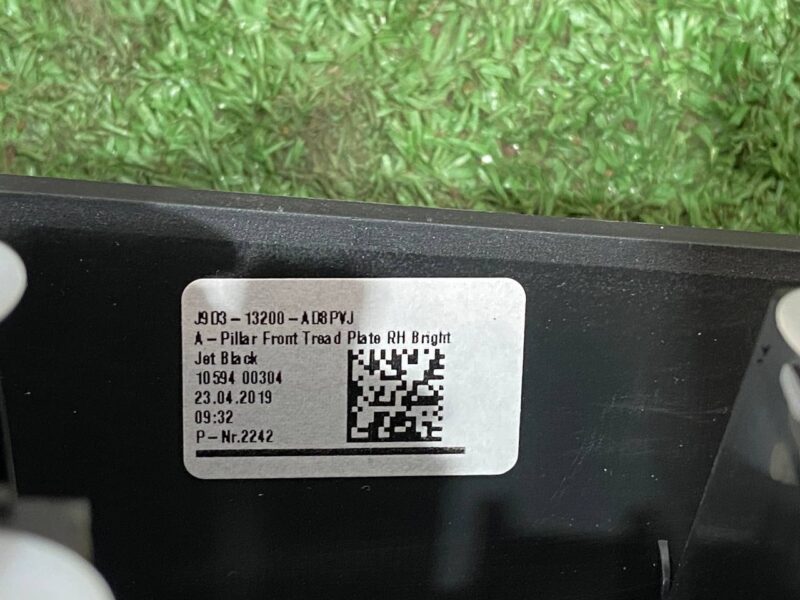 J9D3-13200-AD8PVJ
A-Pillar Front Tread Plate RH Bright
Jet Black
10594 00304
23.04.2019
09:32
P-Nr.2242